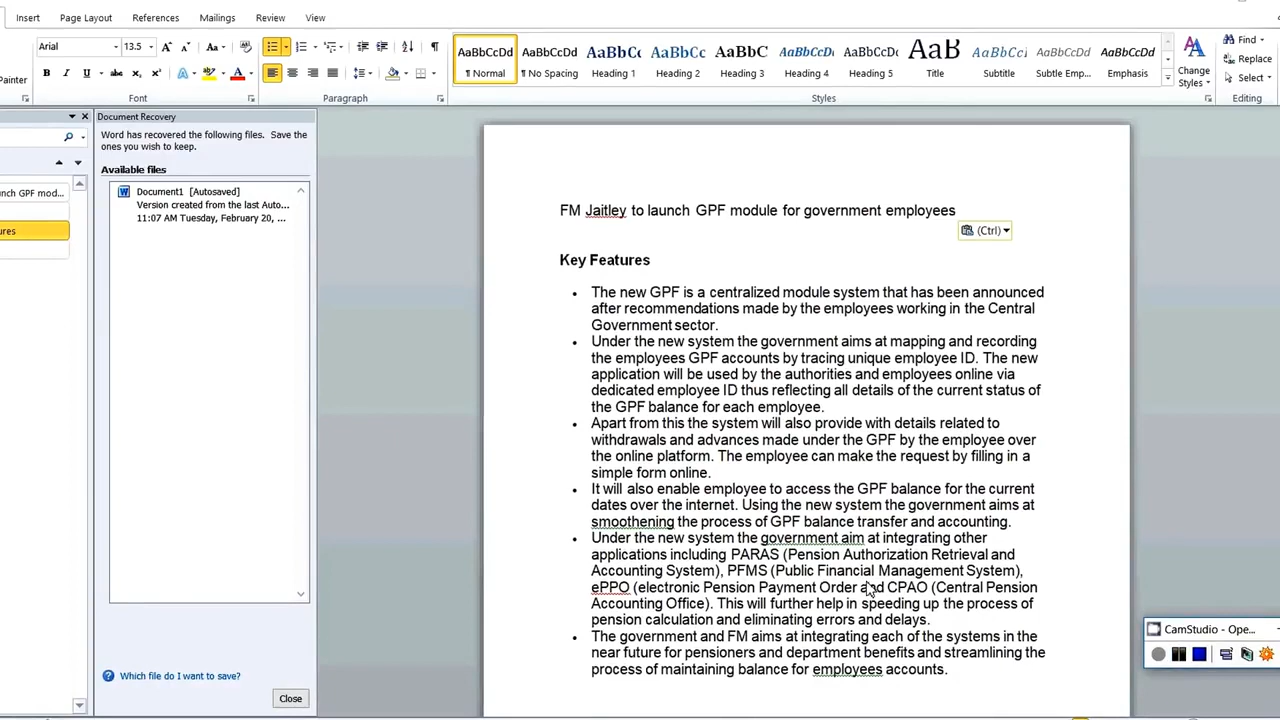 Insert Page Layout References Mailings Review View
Arial 13.5
AaBbCcDd AaBbCcDd AaBbCc AaBbCc AaBbC AaBbCcDc AaBbCcDc AaB AaBbCcI AaBbCcDd AaBbCcDd
¶ Normal ¶ No Spacing Heading 1 Heading 2 Heading 3 Heading 4 Heading 5 Title Subtitle Subtle Emp... Emphasis
Change
Styles
Find
Replace
Select
Painter
Font Paragraph Styles Editing
Document Recovery
Word has recovered the following files. Save the
ones you wish to keep.
Available files
Document1 [Autosaved]
Version created from the last Auto...
11:07 AM Tuesday, February 20, ...
Which file do I want to save?
Close
FM Jaitley to launch GPF module for government employees
(Ctrl)
Key Features
• The new GPF is a centralized module system that has been announced
after recommendations made by the employees working in the Central
Government sector.
• Under the new system the government aims at mapping and recording
the employees GPF accounts by tracing unique employee ID. The new
application will be used by the authorities and employees online via
dedicated employee ID thus reflecting all details of the current status of
the GPF balance for each employee.
• Apart from this the system will also provide with details related to
withdrawals and advances made under the GPF by the employee over
the online platform. The employee can make the request by filling in a
simple form online.
• It will also enable employee to access the GPF balance for the current
dates over the internet. Using the new system the government aims at
smoothening the process of GPF balance transfer and accounting.
• Under the new system the government aim at integrating other
applications including PARAS (Pension Authorization Retrieval and
Accounting System), PFMS (Public Financial Management System),
ePPO (electronic Pension Payment Order and CPAO (Central Pension
Accounting Office). This will further help in speeding up the process of
pension calculation and eliminating errors and delays.
• The government and FM aims at integrating each of the systems in the
near future for pensioners and department benefits and streamlining the
process of maintaining balance for employees accounts.
CamStudio - Ope...